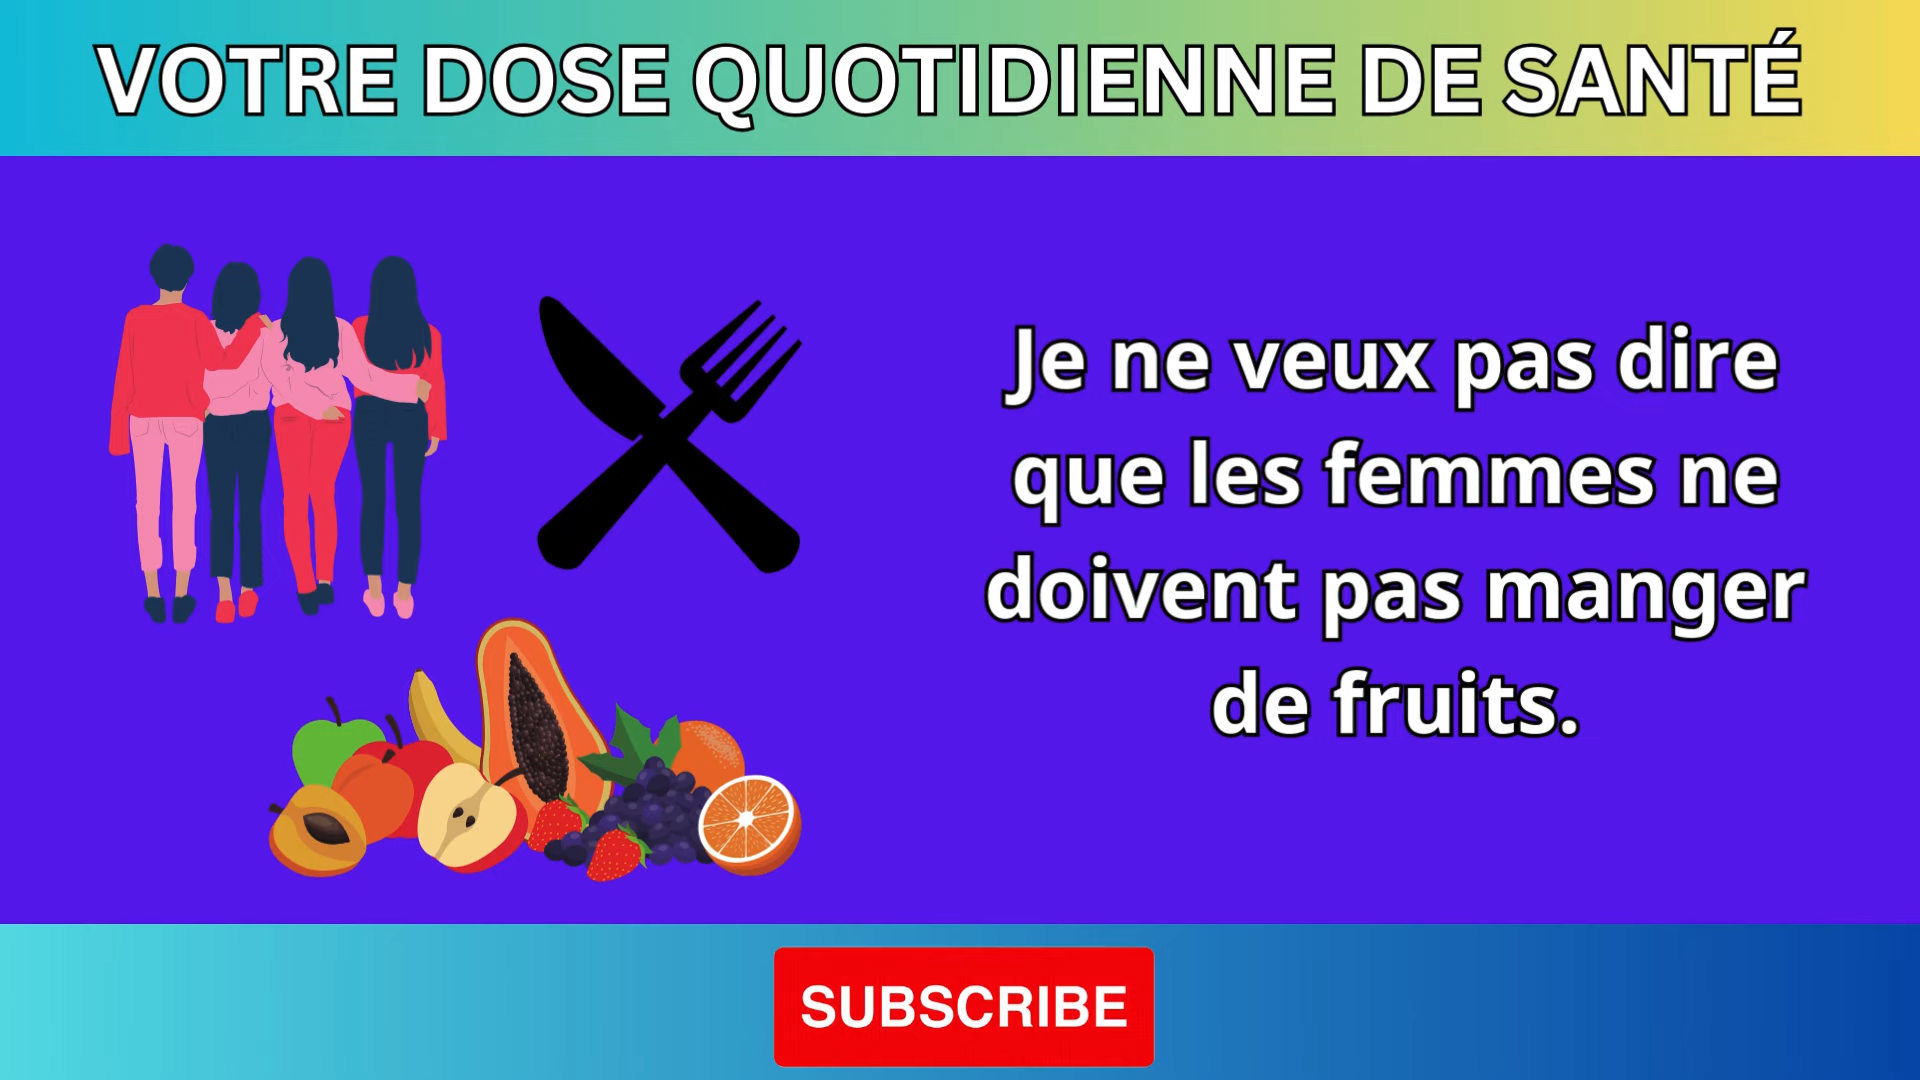 VOTRE DOSE QUOTIDIENNE DE SANTÉ
Je ne veux pas dire
que les femmes ne
doivent pas manger
de fruits.
SUBSCRIBE